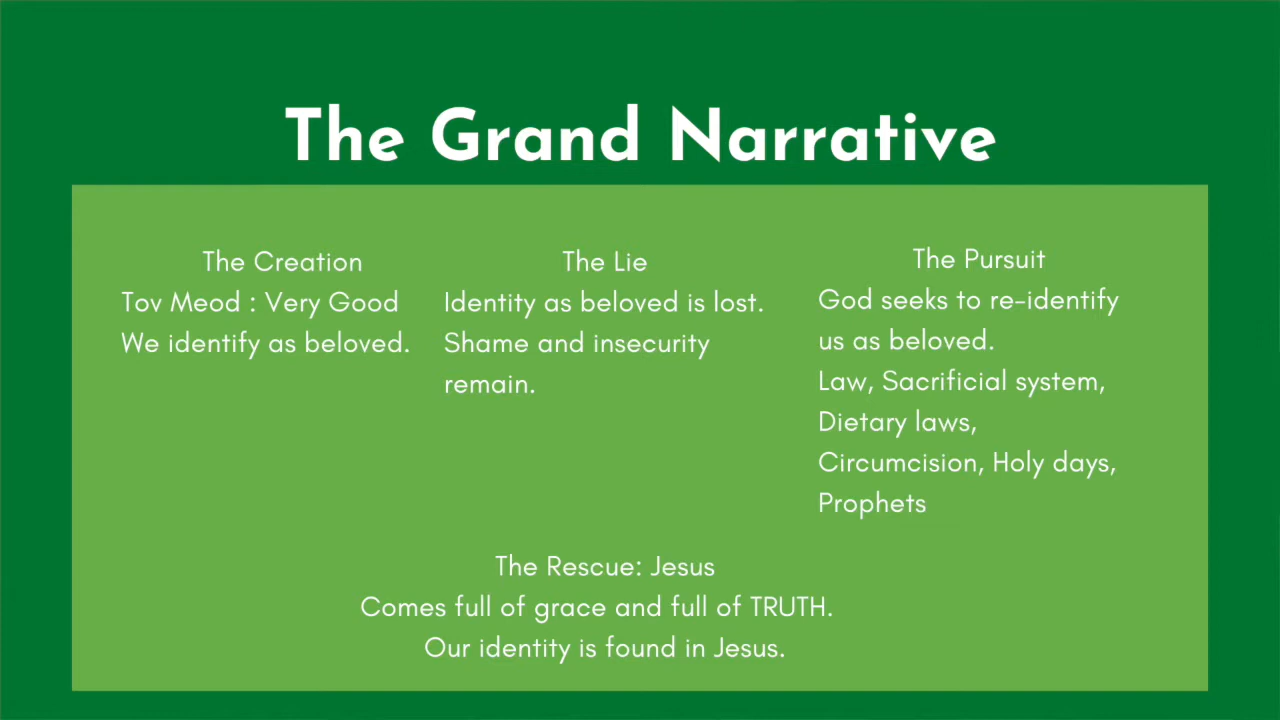 The Grand Narrative
The Creation
Tov Meod : Very Good
We identify as beloved.
The Lie
Identity as beloved is lost.
Shame and insecurity
remain.
The Pursuit
God seeks to re-identify
us as beloved.
Law, Sacrificial system,
Dietary laws,
Circumcision, Holy days,
Prophets
The Rescue: Jesus
Comes full of grace and full of TRUTH.
Our identity is found in Jesus.